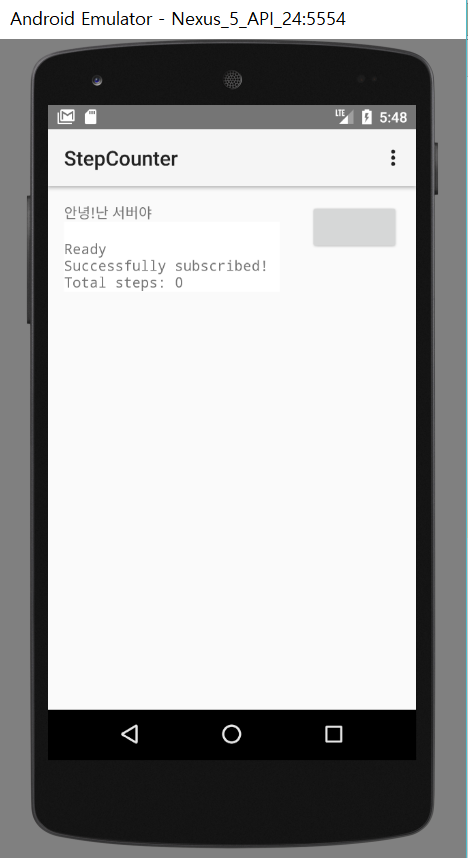 Android Emulator - Nexus_5_API_24:5554
LTE 5:48
StepCounter
안녕!난 서버야
Ready
Successfully subscribed!
Total steps: 0